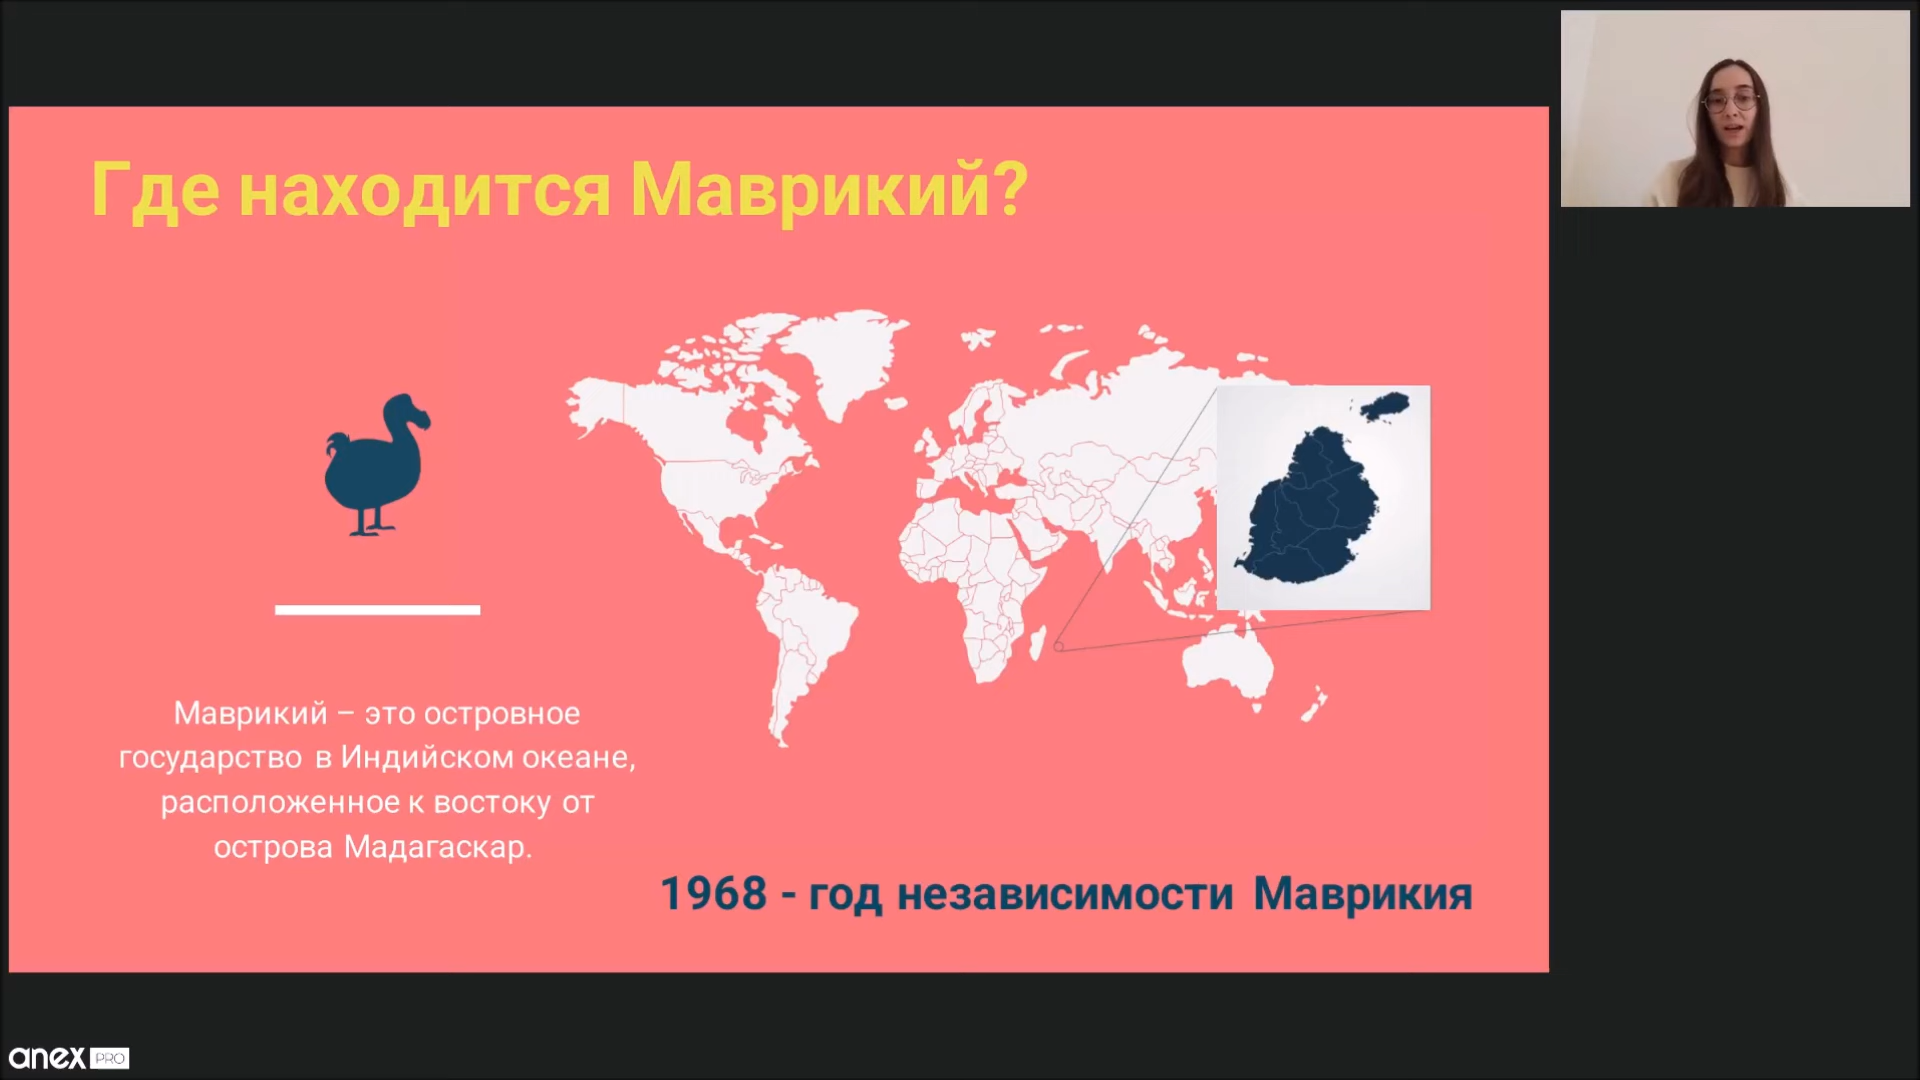 Где находится Маврикий?
Маврикий – это островное
государство в Индийском океане,
расположенное к востоку от
острова Мадагаскар.
1968 - год независимости Маврикия
anex PRO